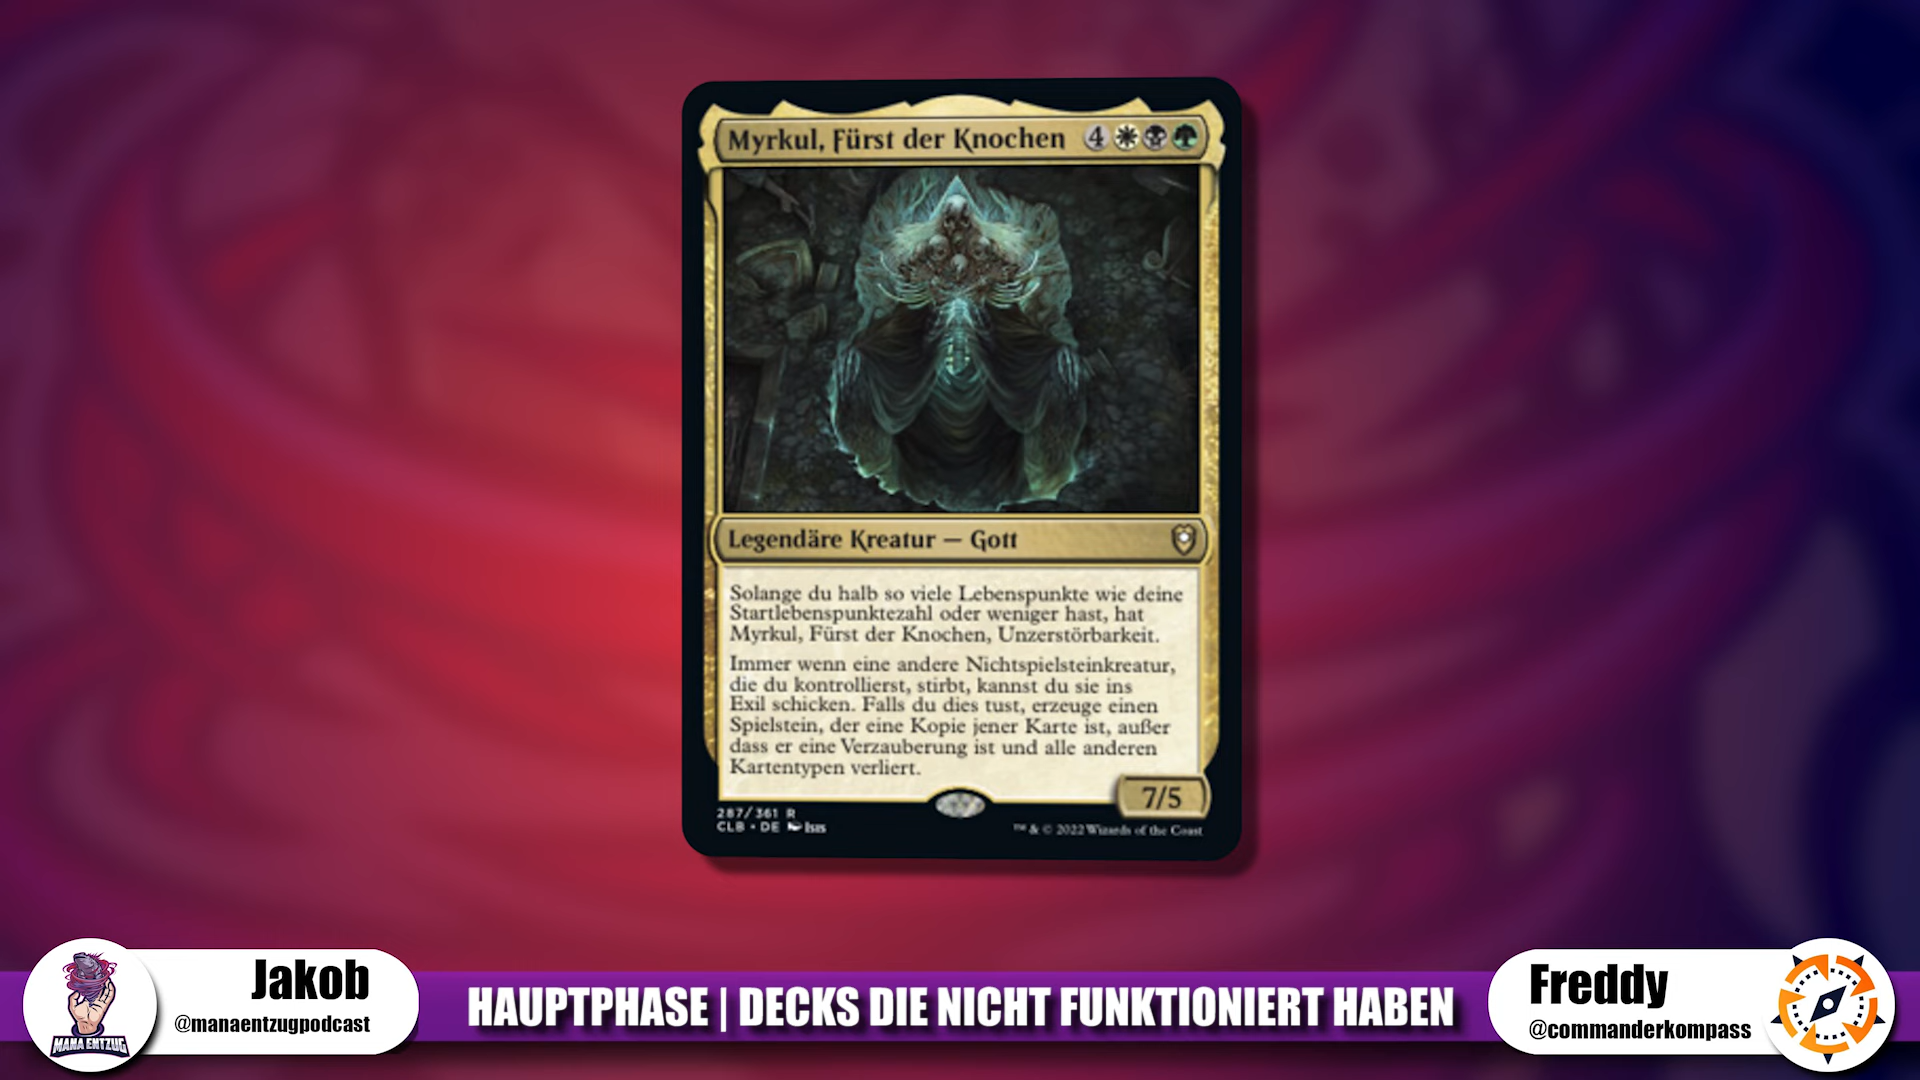 Myrkul, Fürst der Knochen 4
Legendäre Kreatur — Gott
Solange du halb so viele Lebenspunkte wie deine
Startlebenspunktezahl oder weniger hast, hat
Myrkul, Fürst der Knochen, Unzerstörbarkeit.
Immer wenn eine andere Nichtspielsteinkreatur,
die du kontrollierst, stirbt, kannst du sie ins
Exil schicken. Falls du dies tust, erzeuge einen
Spielstein, der eine Kopie jener Karte ist, außer
dass er eine Verzauberung ist und alle anderen
Kartentypen verliert.
7/5
287/361 R
CLB • DE Isis
™ & © 2022 Wizards of the Coast
Jakob
@manaentzugpodcast
MANA ENTZUG
HAUPTPHASE | DECKS DIE NICHT FUNKTIONIERT HABEN
Freddy
@commanderkompass